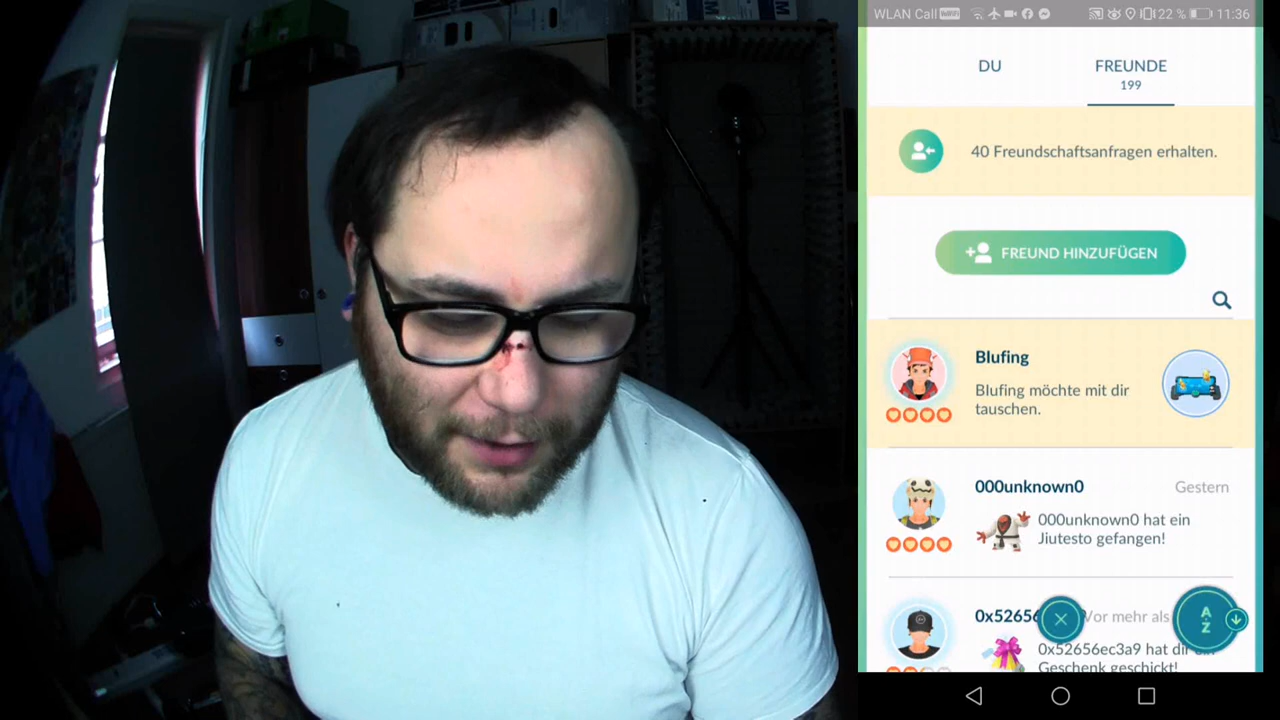 WLAN Call WiFi 22 % 11:36
DU
FREUNDE
199
40 Freundschaftsanfragen erhalten.
FREUND HINZUFÜGEN
Blufing
Blufing möchte mit dir
tauschen.
000unknown0 Gestern
000unknown0 hat ein
Jiutesto gefangen!
Vor mehr als
0x52656ec3a9 hat dir
Geschenk geschickt!
A
Z